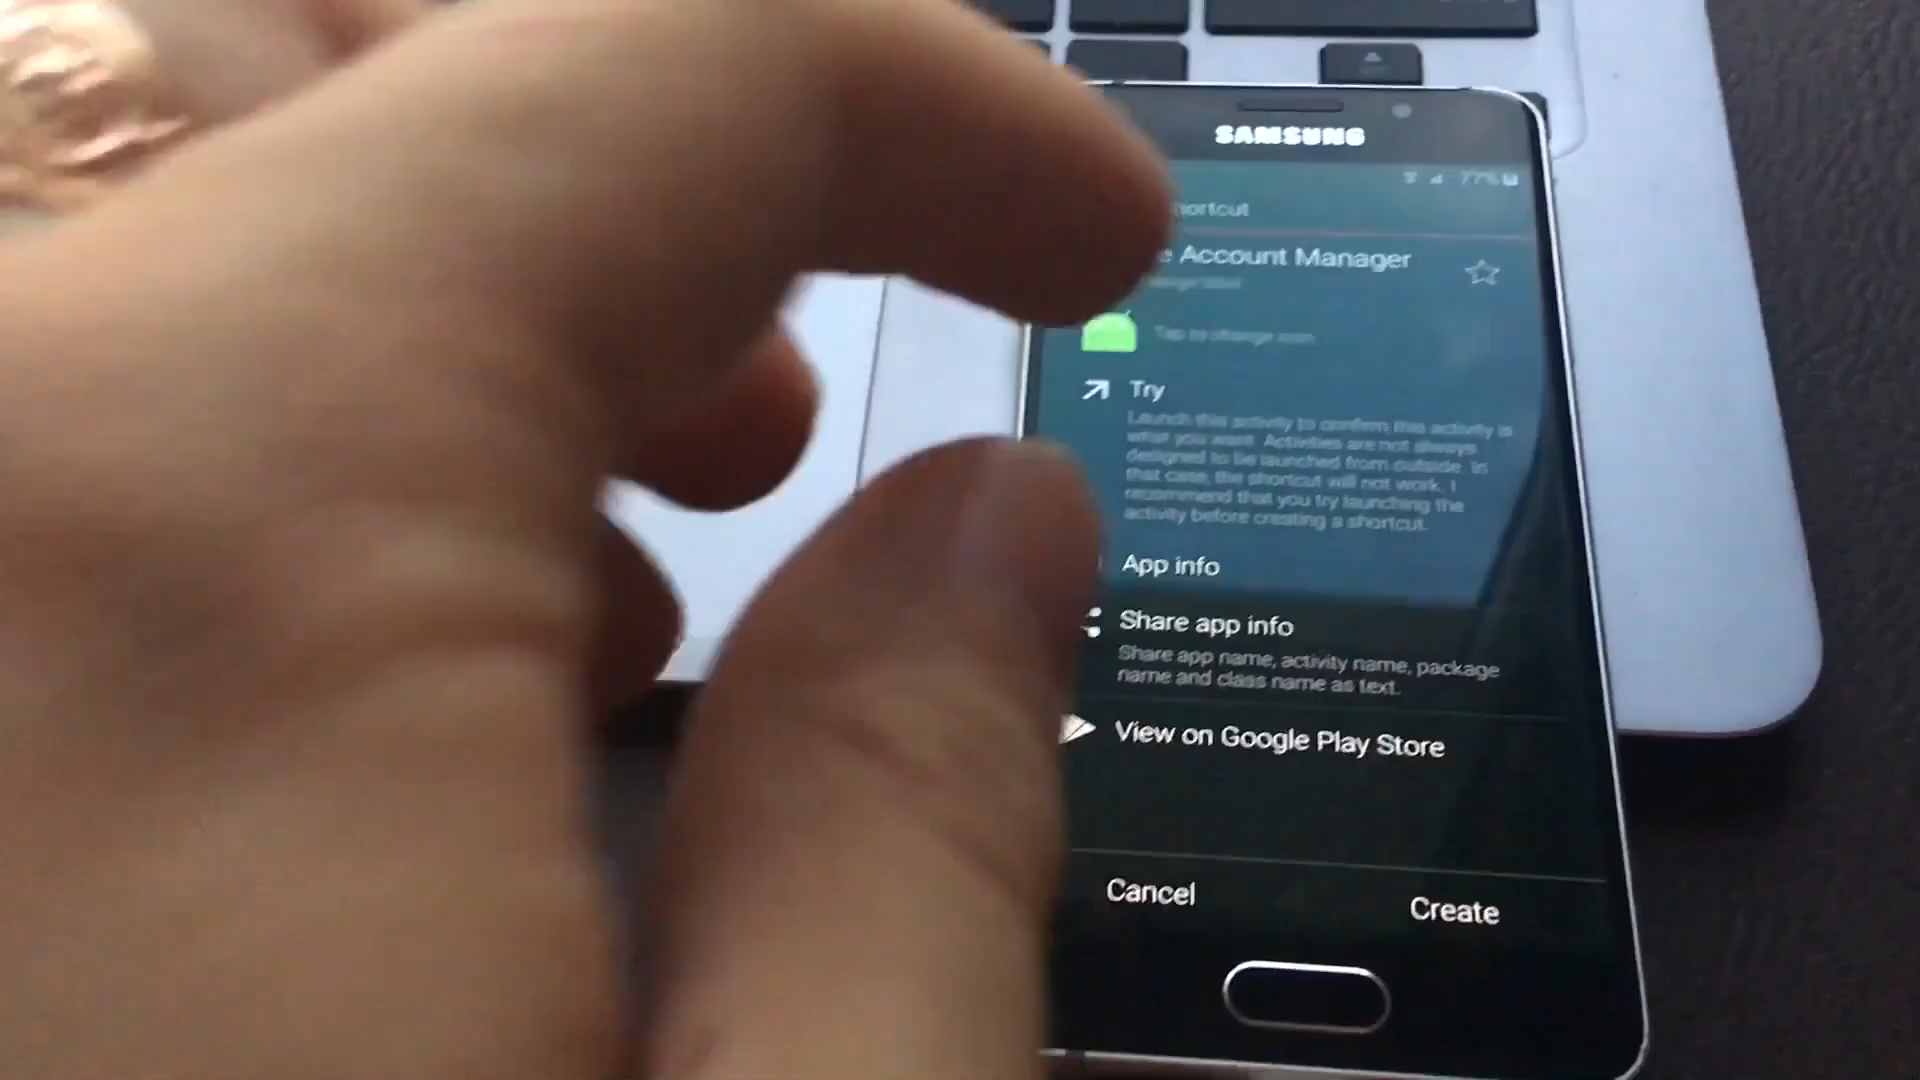 SAMSUNG
77%
hortcut
e Account Manager
Tap to change icon
Try
Launch this activity to confirm this activity is
what you want. Activities are not always
designed to be launched from outside. In
that case, the shortcut will not work. I
recommend that you try launching the
activity before creating a shortcut.
App info
Share app info
Share app name, activity name, package
name and class name as text.
View on Google Play Store
Cancel
Create